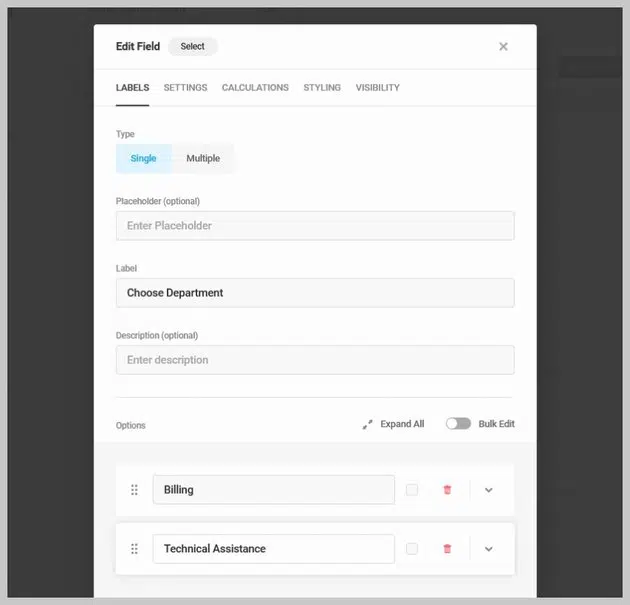 Edit Field Select
LABELS SETTINGS CALCULATIONS STYLING VISIBILITY
Type
Single Multiple
Placeholder (optional)
Enter Placeholder
Label
Choose Department
Description (optional)
Enter description
Options Expand All Bulk Edit
Billing
Technical Assistance